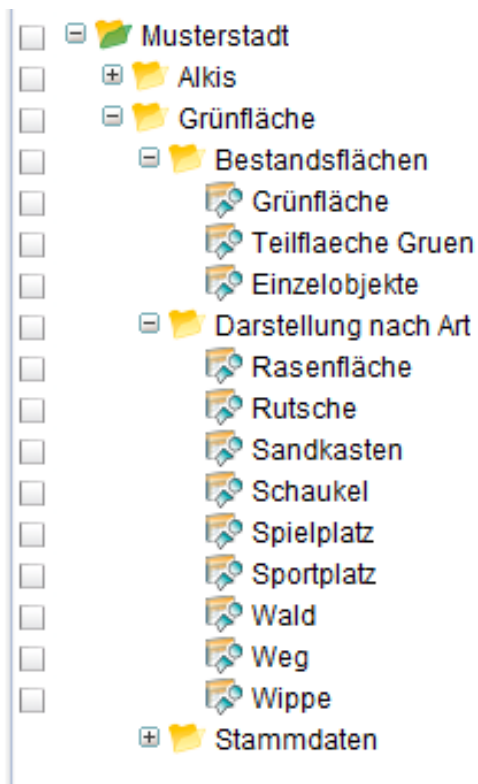 Musterstadt
Alkis
Grünfläche
Bestandsflächen
Grünfläche
Teilflaeche Gruen
Einzelobjekte
Darstellung nach Art
Rasenfläche
Rutsche
Sandkasten
Schaukel
Spielplatz
Sportplatz
Wald
Weg
Wippe
Stammdaten